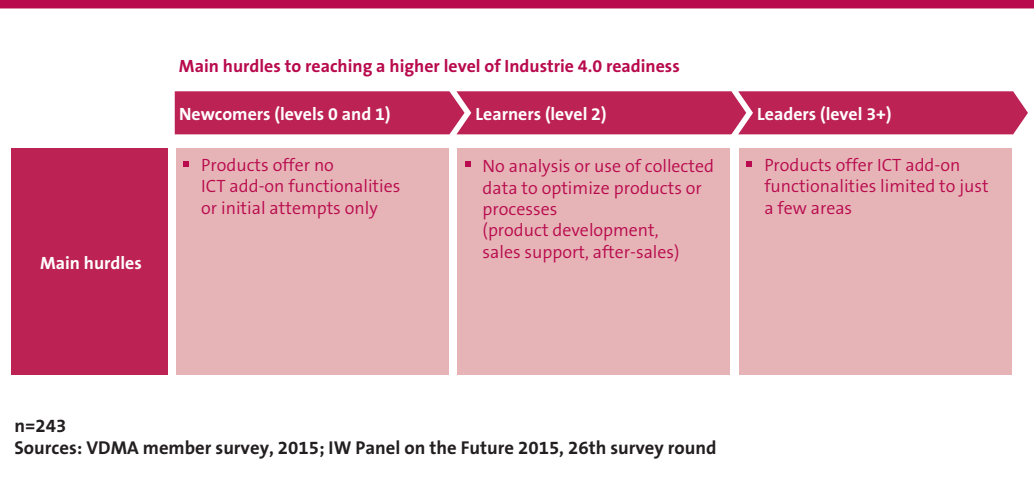 Main hurdles to reaching a higher level of Industrie 4.0 readiness
Newcomers (levels 0 and 1)
Learners (level 2)
Leaders (level 3+)
Main hurdles
▪ Products offer no
ICT add-on functionalities
or initial attempts only
▪ No analysis or use of collected
data to optimize products or
processes
(product development,
sales support, after-sales)
▪ Products offer ICT add-on
functionalities limited to just
a few areas
n=243
Sources: VDMA member survey, 2015; IW Panel on the Future 2015, 26th survey round